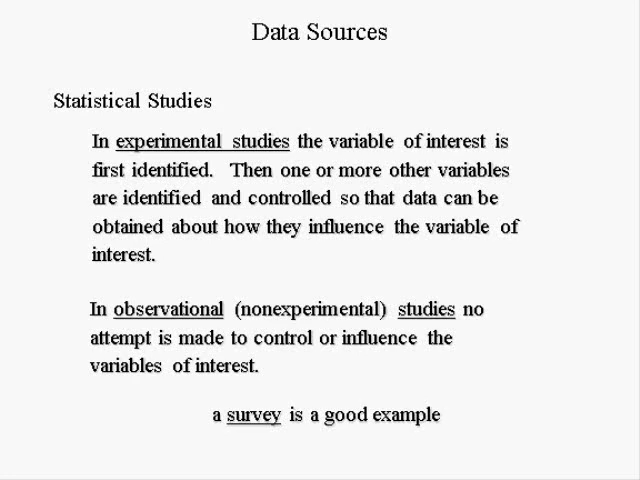 Data Sources
Statistical Studies
In experimental studies the variable of interest is
first identified. Then one or more other variables
are identified and controlled so that data can be
obtained about how they influence the variable of
interest.
In observational (nonexperimental) studies no
attempt is made to control or influence the
variables of interest.
a survey is a good example